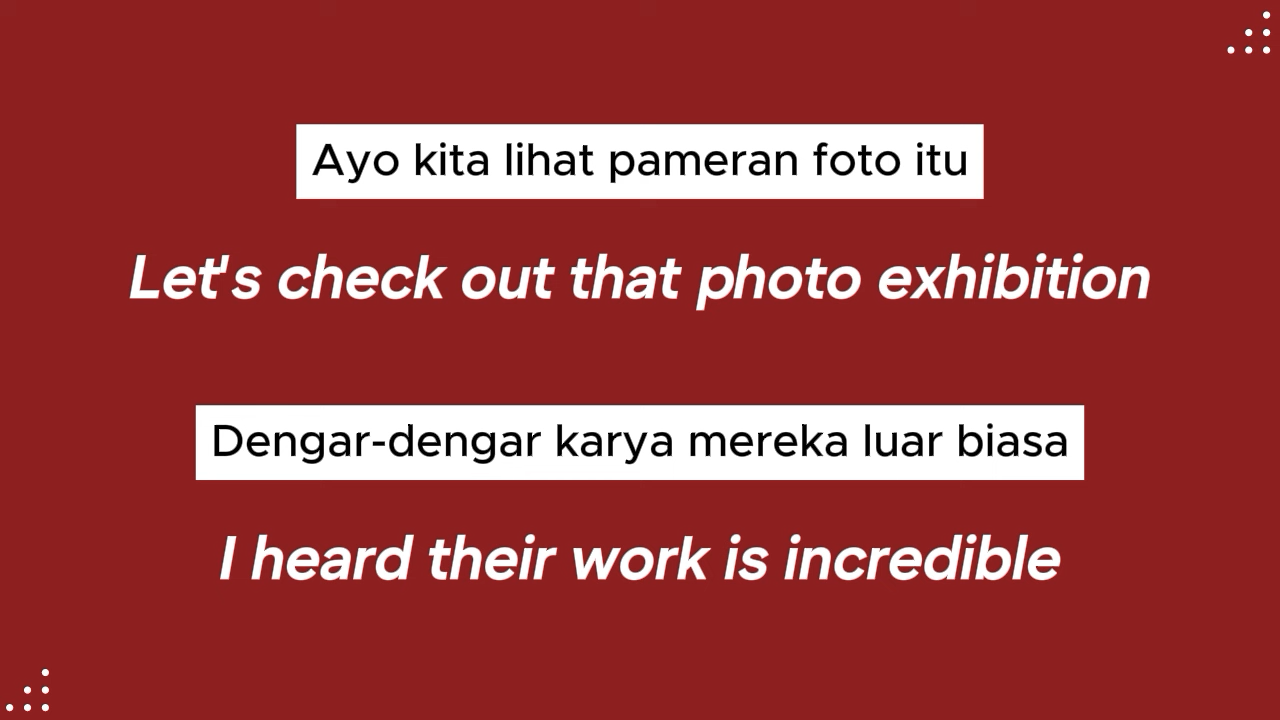 Ayo kita lihat pameran foto itu
Let's check out that photo exhibition
Dengar-dengar karya mereka luar biasa
I heard their work is incredible